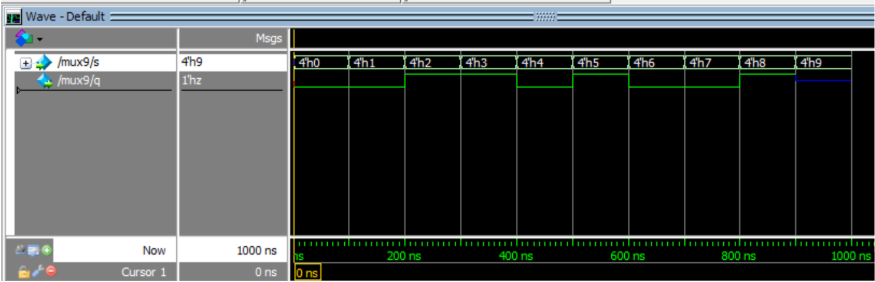 Wave - Default
Msgs
/mux9/s 4'h9 4'h0 4'h1 4'h2 4'h3 4'h4 4'h5 4'h6 4'h7 4'h8 4'h9
/mux9/q 1'hz
Now 1000 ns ns 200 ns 400 ns 600 ns 800 ns 1000 ns
Cursor 1 0 ns 0 ns